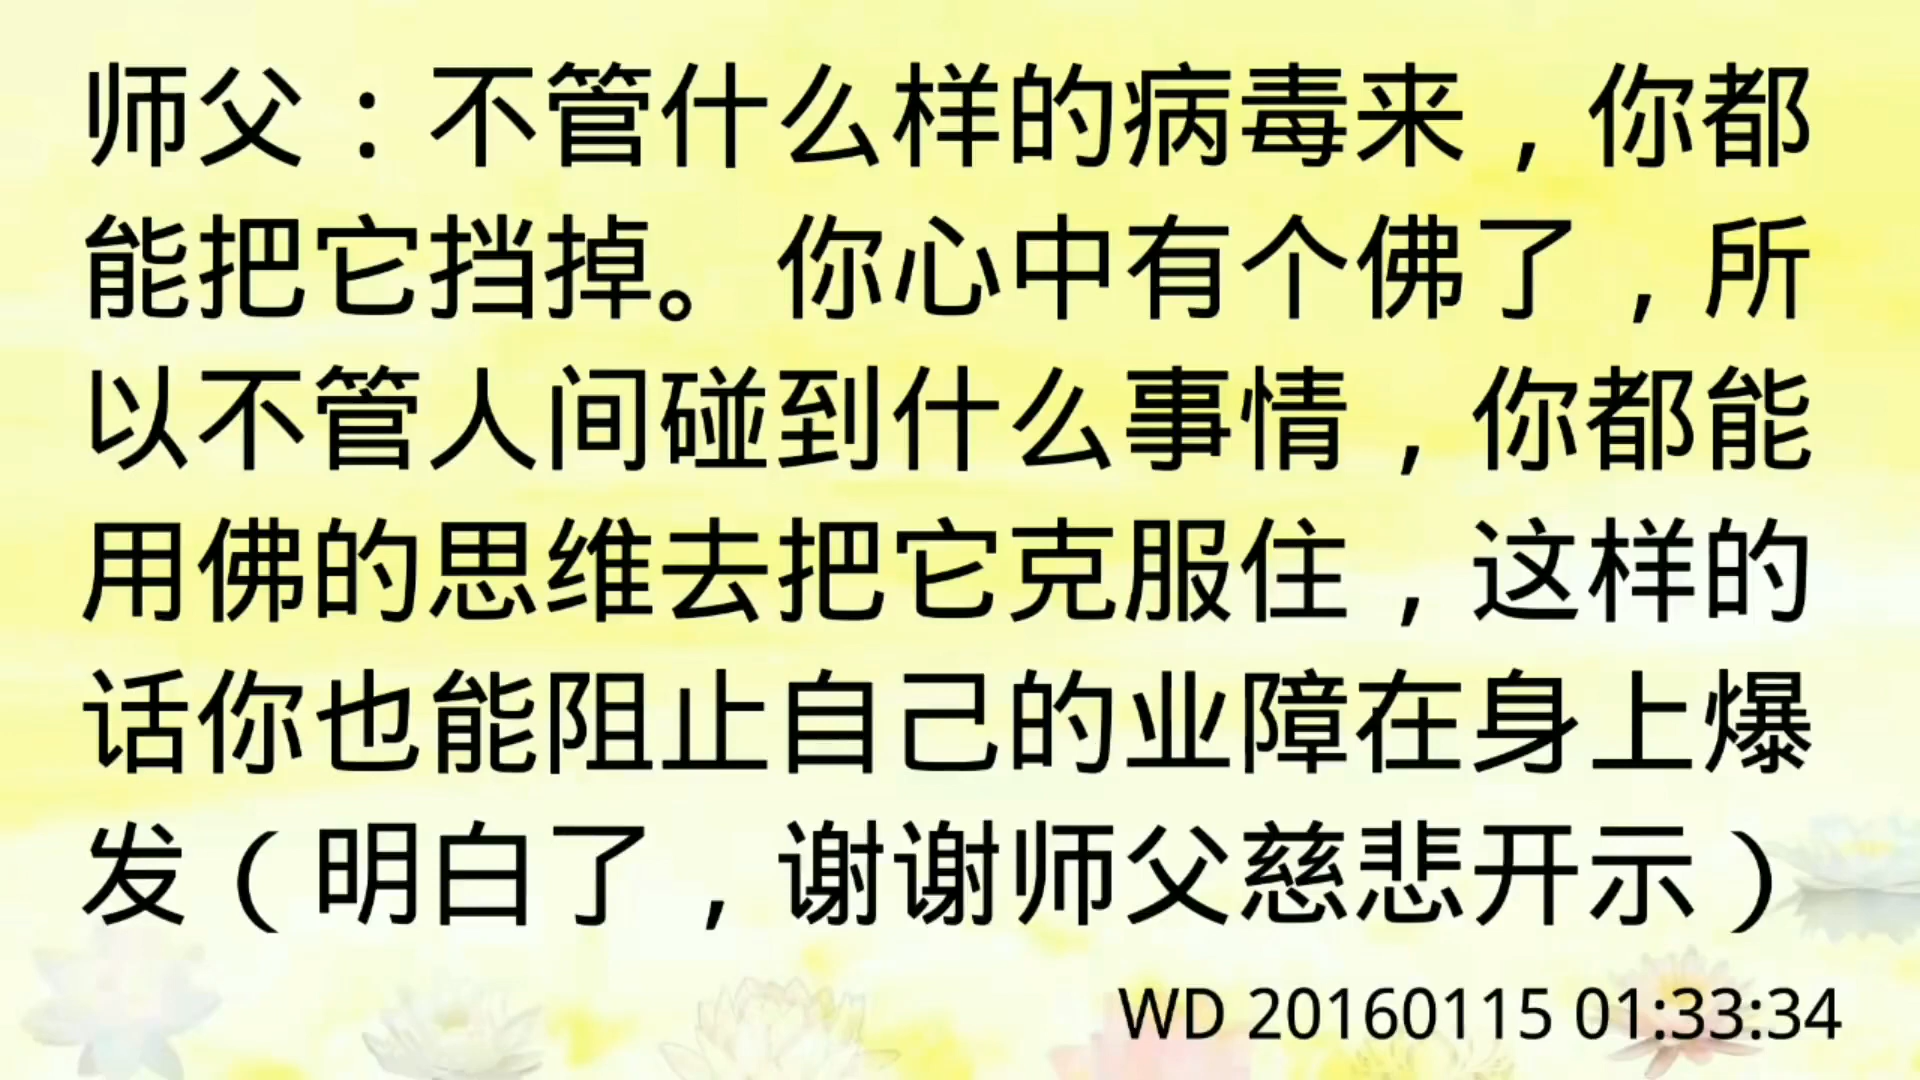 师父：不管什么样的病毒来，你都
能把它挡掉。你心中有个佛了，所
以不管人间碰到什么事情，你都能
用佛的思维去把它克服住，这样的
话你也能阻止自己的业障在身上爆
发（明白了，谢谢师父慈悲开示）
WD 20160115 01:33:34